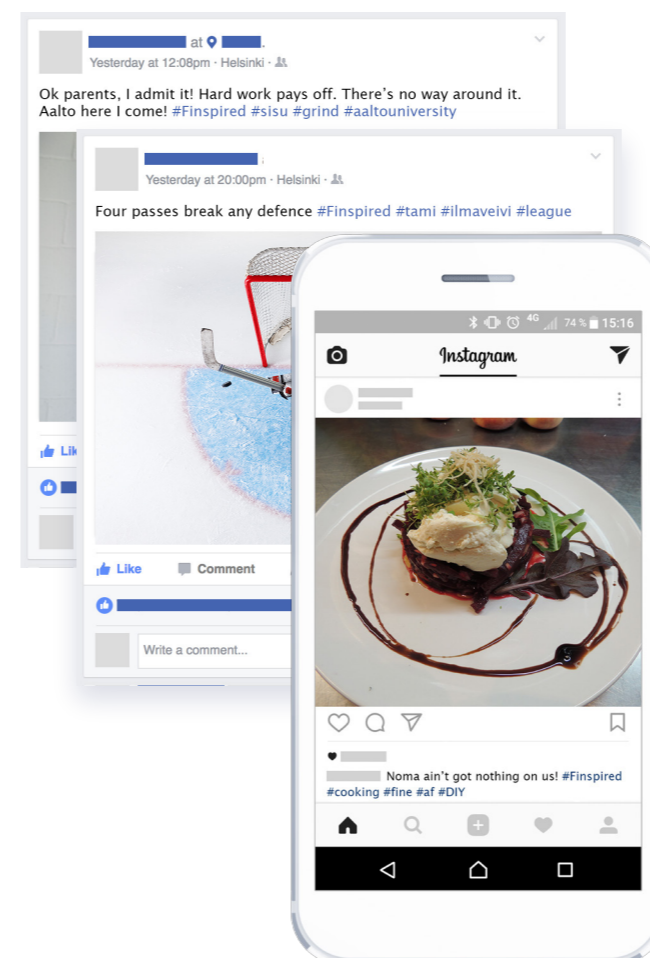 at .
Yesterday at 12:08pm · Helsinki ·
Ok parents, I admit it! Hard work pays off. There's no way around it.
Aalto here I come! #Finspired #sisu #grind #aaltouniversity
Lik
Yesterday at 20:00pm · Helsinki ·
Four passes break any defence #Finspired #tami #ilmaveivi #league
Like Comment
Write a comment...
4G 74 % 15:16
Instagram
Noma ain't got nothing on us! #Finspired
#cooking #fine #af #DIY